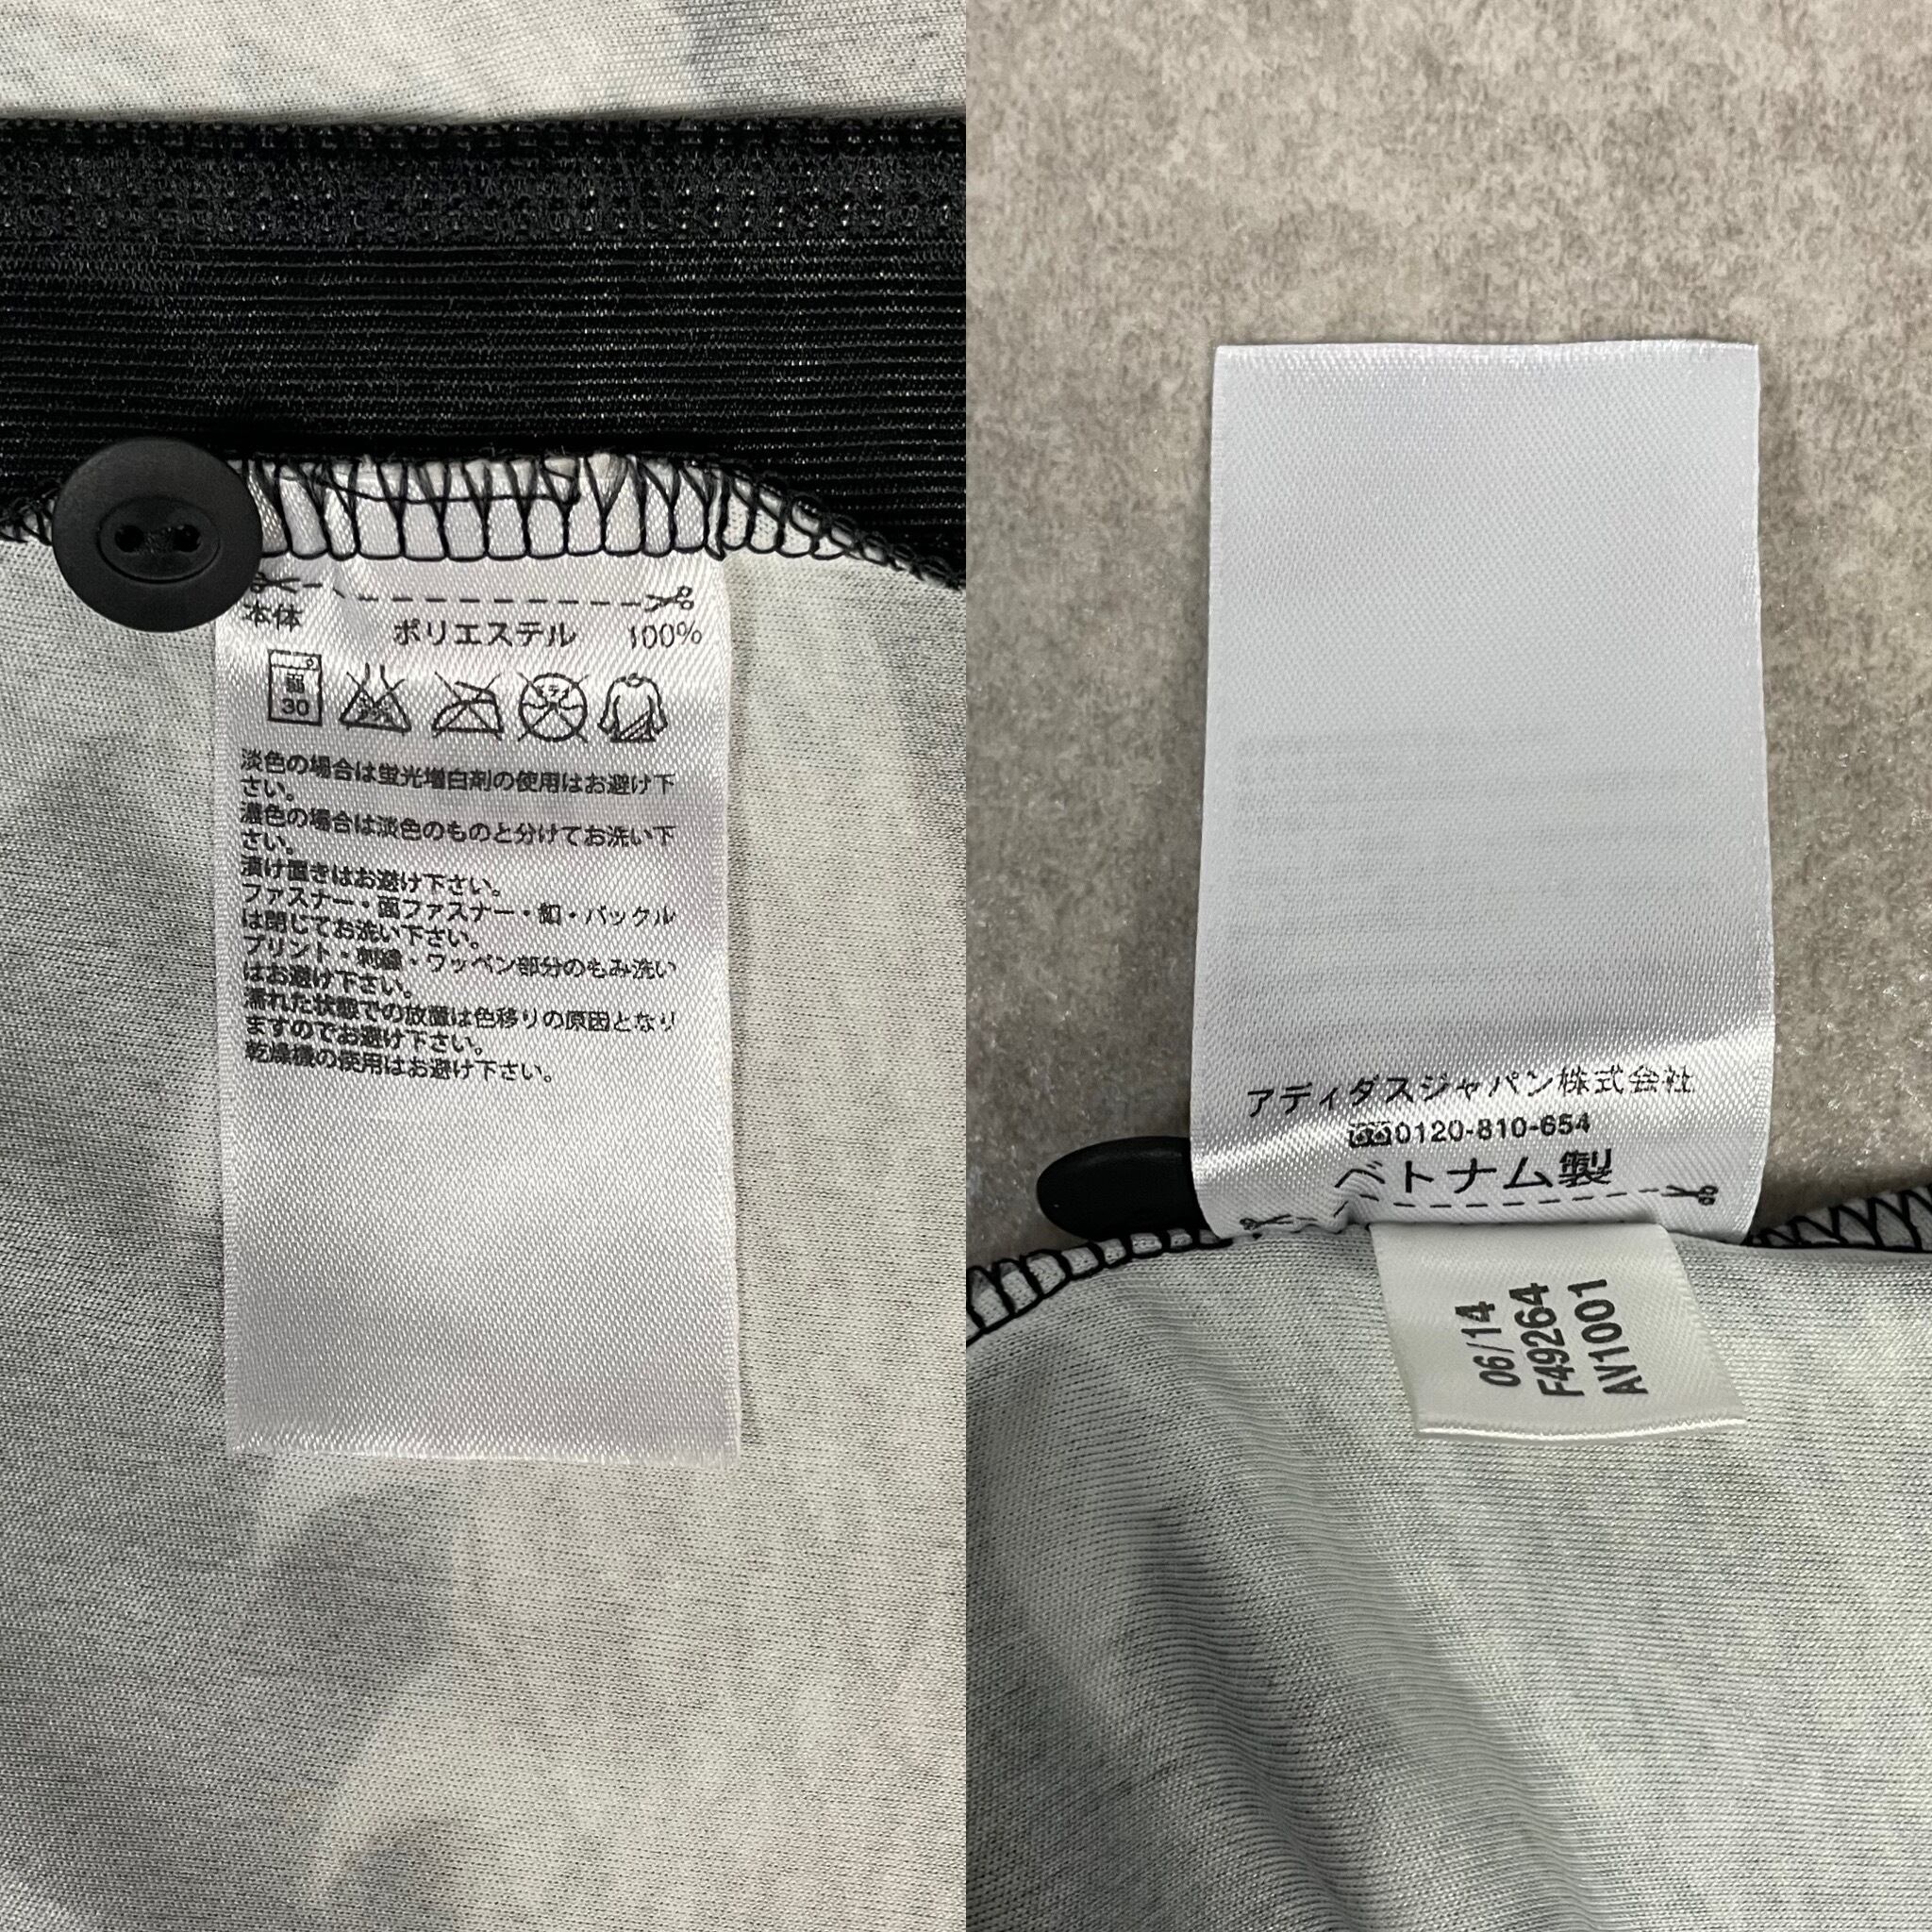 本体 ポリエステル 100%
弱
30
淡色の場合は蛍光増白剤の使用はお避け下
さい。
濃色の場合は淡色のものと分けてお洗い下
さい。
漬け置きはお避け下さい。
ファスナー・面ファスナー・釦・バックル
は閉じてお洗い下さい。
プリント・刺繍・ワッペン部分のもみ洗い
はお避け下さい。
濡れた状態での放置は色移りの原因となり
ますのでお避け下さい。
乾燥機の使用はお避け下さい。
アディダスジャパン株式会社
0120-810-654
ベトナム製
06/14
F49264
AV1001